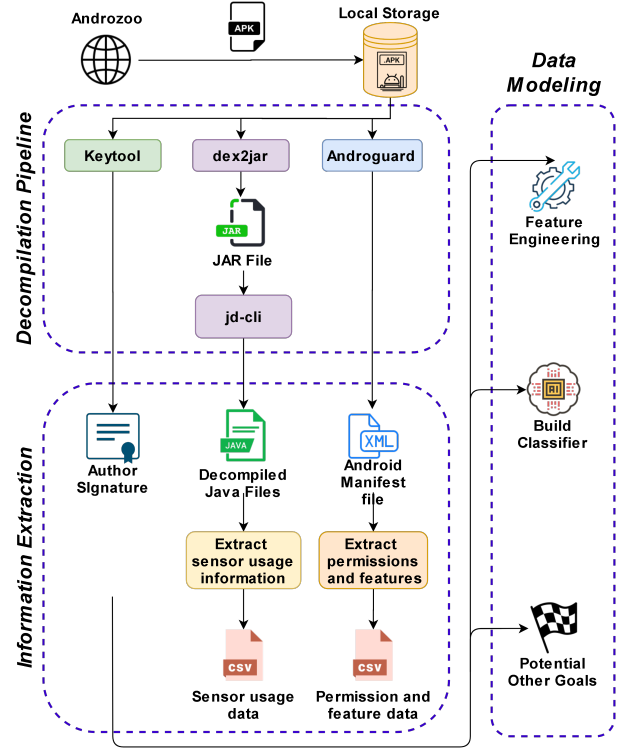 Androzoo
APK
Local Storage
.APK
Data
Modeling
Decompilation Pipeline
Keytool
dex2jar
Androguard
JAR
JAR File
jd-cli
Feature
Engineering
RI
Build
Classifier
Information Extraction
Author
SIgnature
JAVA
Decompiled
Java Files
XML
Android
Manifest
file
Extract
sensor usage
information
Extract
permissions
and features
CSV
Sensor usage
data
CSV
Permission and
feature data
Potential
Other Goals